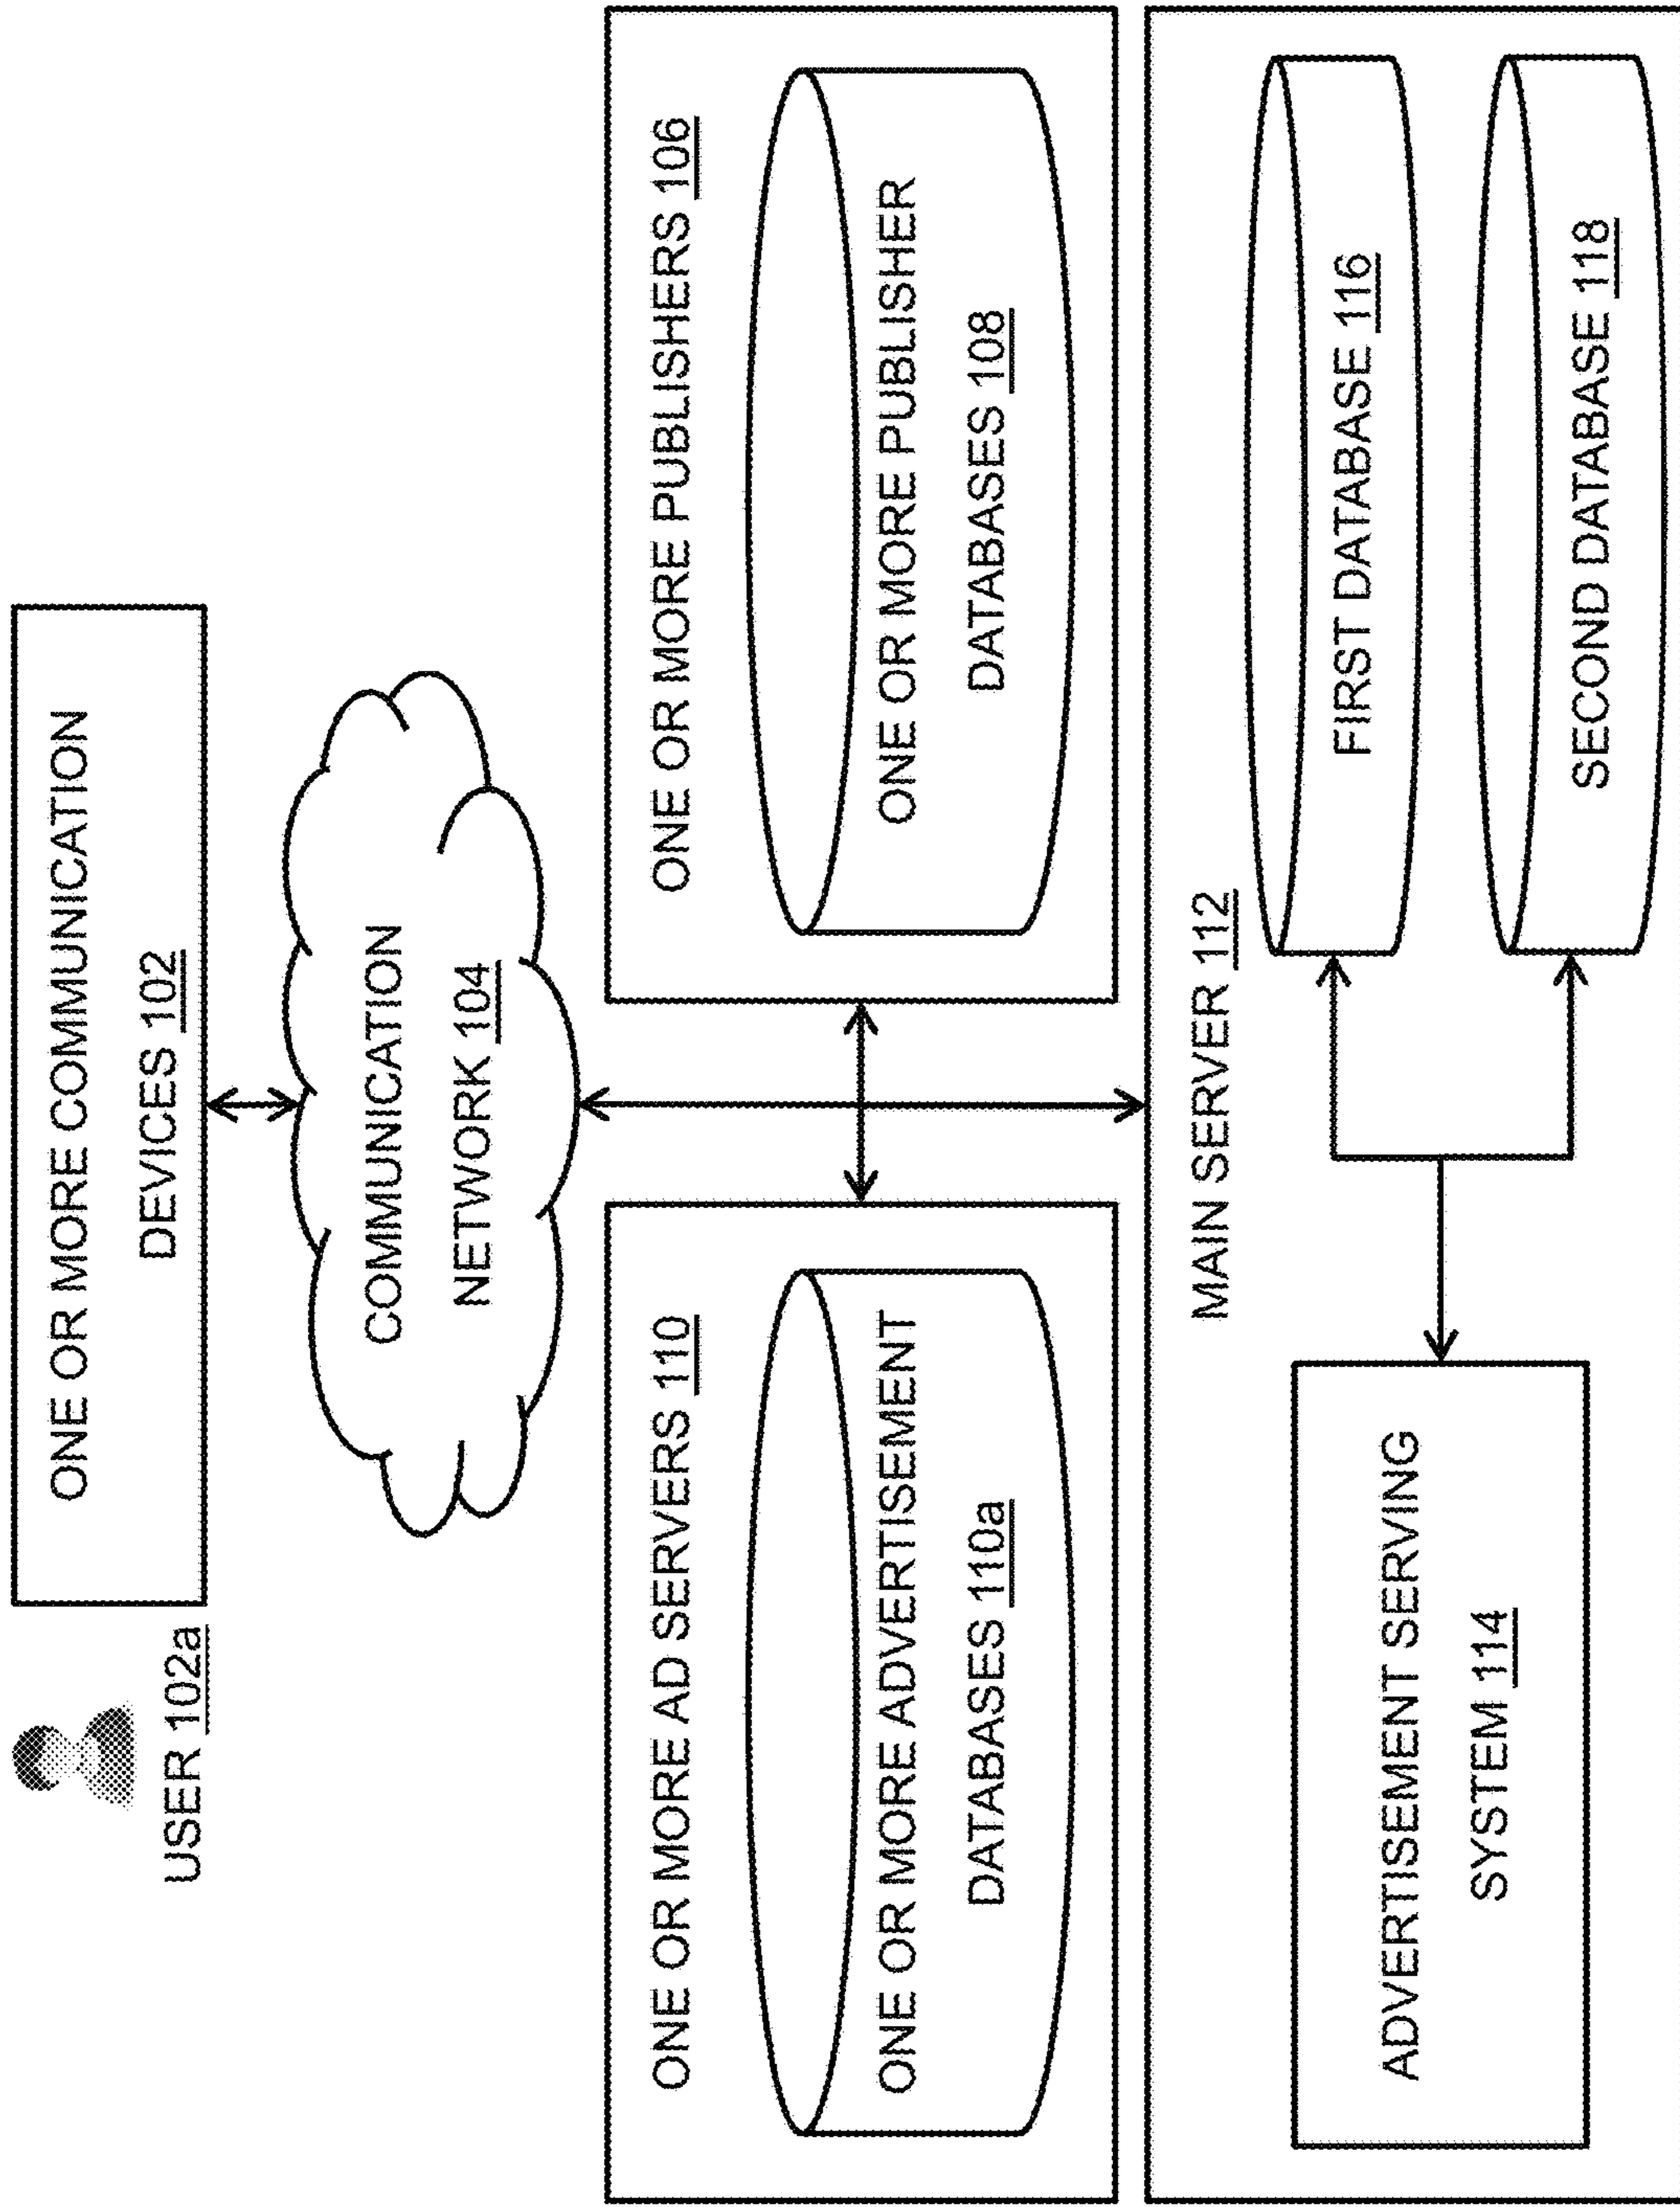 USER 102a
ONE OR MORE COMMUNICATION
DEVICES 102
COMMUNICATION
NETWORK 104
ONE OR MORE AD SERVERS 110
ONE OR MORE ADVERTISEMENT
DATABASES 110a
ONE OR MORE PUBLISHERS 106
ONE OR MORE PUBLISHER
DATABASES 108
MAIN SERVER 112
ADVERTISEMENT SERVING
SYSTEM 114
FIRST DATABASE 116
SECOND DATABASE 118